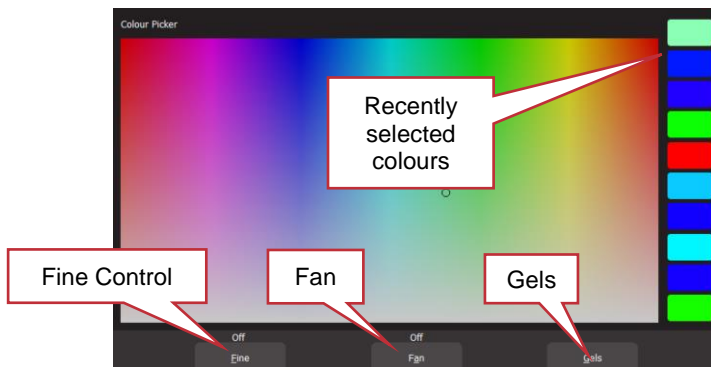 Colour Picker
Recently
selected
colours
Fine Control
Fan
Gels
Off
Off
Fine
Fan
Gels